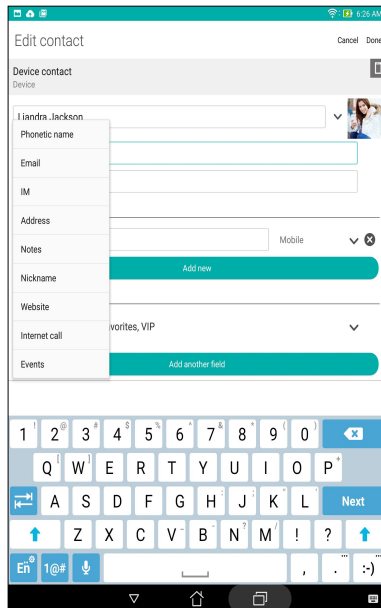 6:26 AM
Edit contact
Cancel Done
Device contact
Device
Liandra Jackson
Phonetic name
Email
IM
Address
Notes
Mobile
Nickname
Add new
Website
Internet call
vorites, VIP
Events
Add another field
1 ! 2 @ 3 # 4 $ 5 % 6 ^ 7 & 8 * 9 ( 0 )
Q [ W ] E R T Y U I O P +
A S D F G H : J ; K " L '
Next
Z X C V - B _ N ? M / ! ?
En 1@# , . ... :-) ...